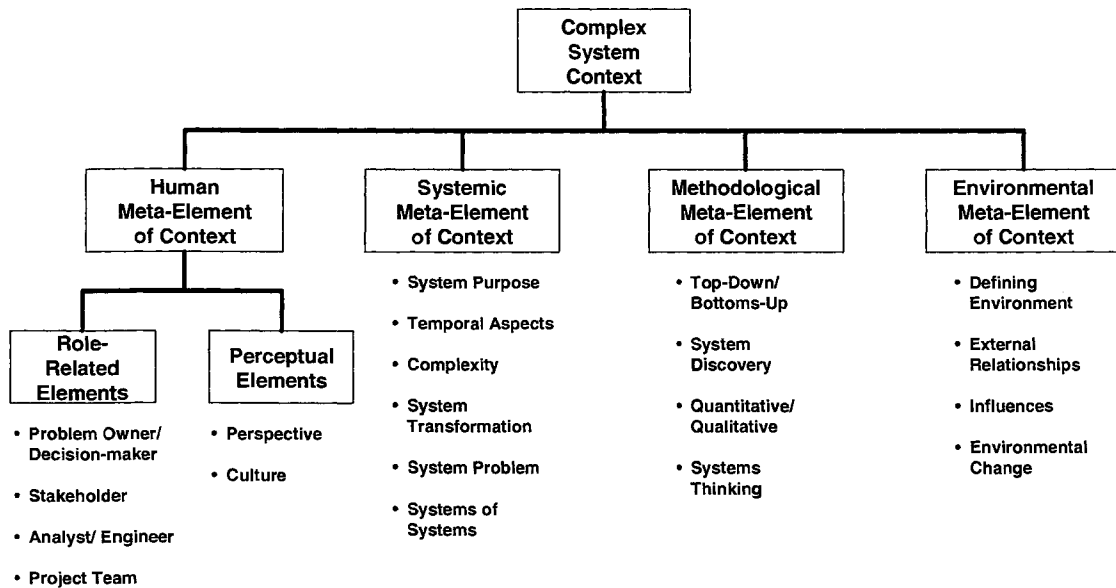 Complex
System
Context
Human
Meta-Element
of Context
Systemic
Meta-Element
of Context
Methodological
Meta-Element
of Context
Environmental
Meta-Element
of Context
Role-
Related
Elements
Perceptual
Elements
• Problem Owner/
Decision-maker
• Stakeholder
• Analyst/ Engineer
• Project Team
• Perspective
• Culture
• System Purpose
• Temporal Aspects
• Complexity
• System
Transformation
• System Problem
• Systems of
Systems
• Top-Down/
Bottoms-Up
• System
Discovery
• Quantitative/
Qualitative
• Systems
Thinking
• Defining
Environment
• External
Relationships
• Influences
• Environmental
Change